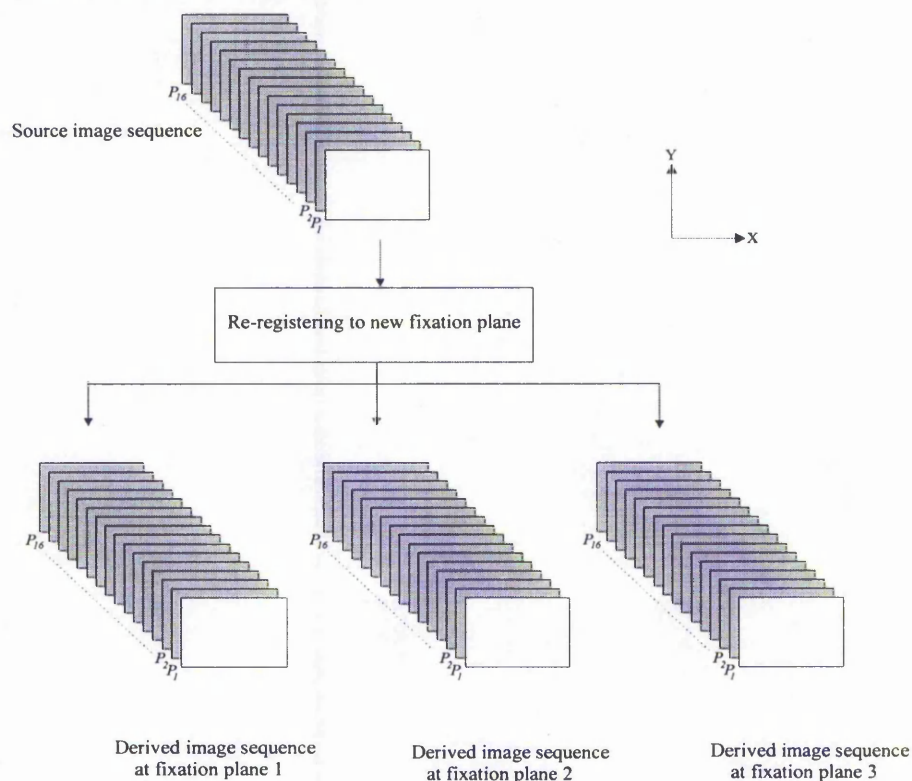 P16
Source image sequence
P2P1
Y
X
Re-registering to new fixation plane
P16
P2P1
P16
P2P1
P16
P2P1
Derived image sequence
at fixation plane 1
Derived image sequence
at fixation plane 2
Derived image sequence
at fixation plane 3